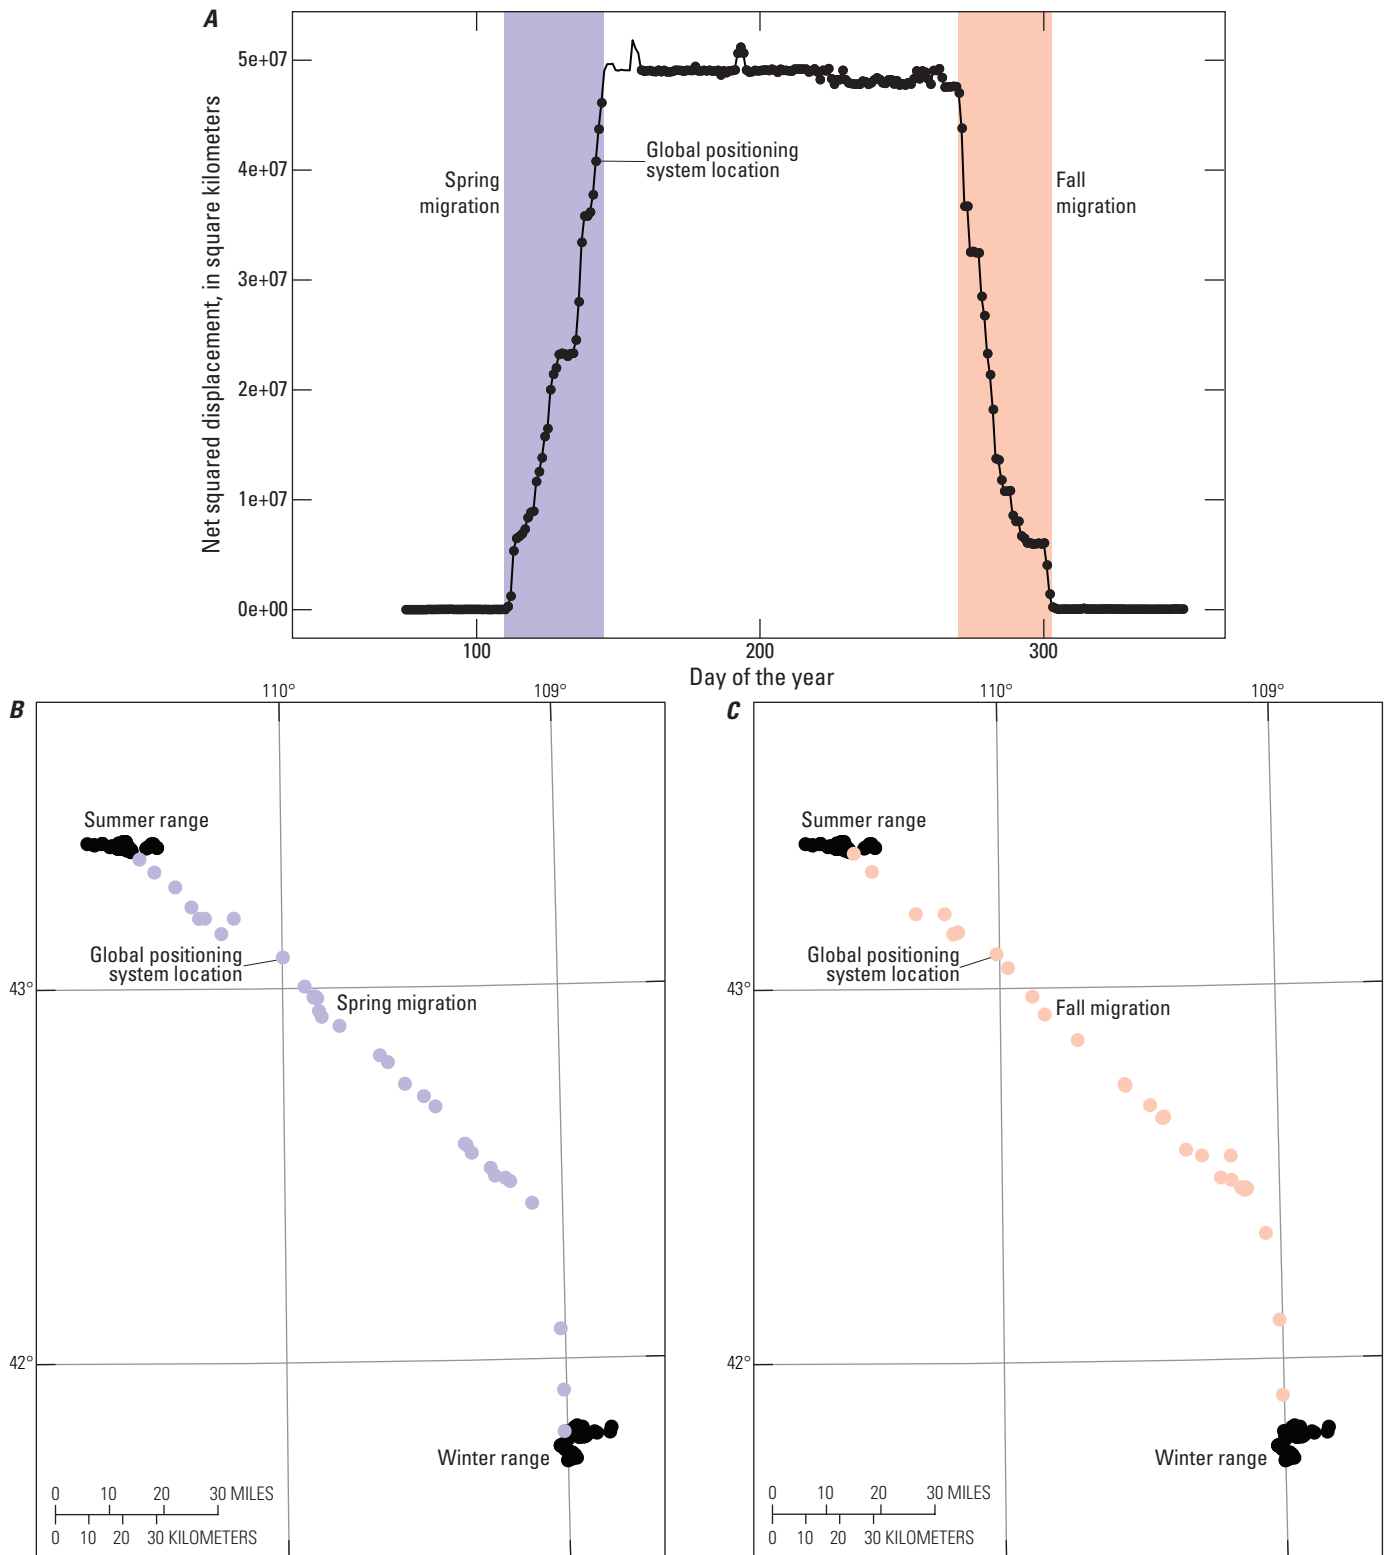 A
5e+07
4e+07
3e+07
2e+07
1e+07
0e+00
Net squared displacement, in square kilometers
Spring
migration
Global positioning
system location
Fall
migration
100
200
300
Day of the year
B
110°
109°
Summer range
Global positioning
system location
43°
Spring migration
42°
Winter range
0 10 20 30 MILES
0 10 20 30 KILOMETERS
C
110°
109°
Summer range
Global positioning
system location
43°
Fall migration
42°
Winter range
0 10 20 30 MILES
0 10 20 30 KILOMETERS